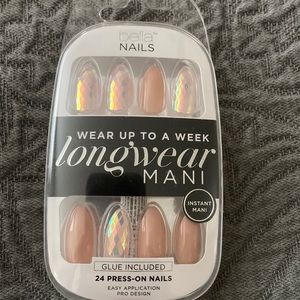 bella™
NAILS
WEAR UP TO A WEEK
longwear
MANI
INSTANT
MANI
GLUE INCLUDED
24 PRESS-ON NAILS
EASY APPLICATION
PRO DESIGN